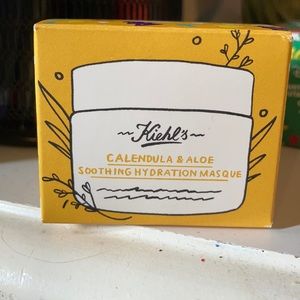 Kiehl's
CALENDULA & ALOE
SOOTHING HYDRATION MASQUE